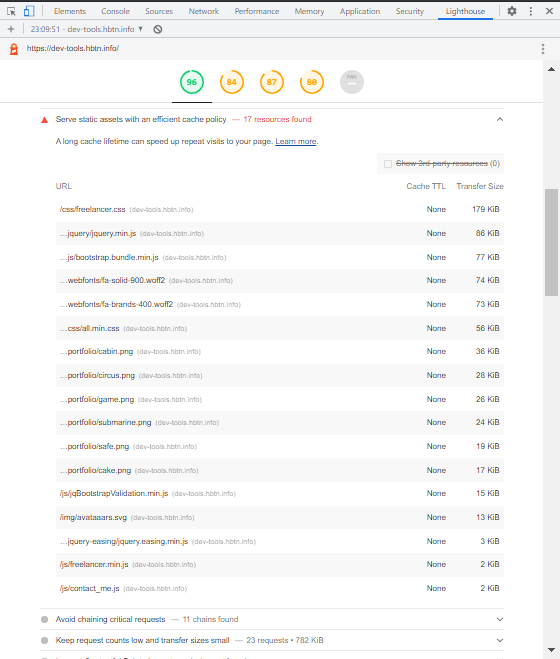 Elements Console Sources Network Performance Memory Application Security Lighthouse
23:09:51 - dev-tools.hbtn.info
https://dev-tools.hbtn.info/
96 84 87 80
Serve static assets with an efficient cache policy — 17 resources found
A long cache lifetime can speed up repeat visits to your page. Learn more.
Show 3rd-party resources (0)
URL Cache TTL Transfer Size
/css/freelancer.css (dev-tools.hbtn.info) None 179 KiB
…jquery/jquery.min.js (dev-tools.hbtn.info) None 86 KiB
…js/bootstrap.bundle.min.js (dev-tools.hbtn.info) None 77 KiB
…webfonts/fa-solid-900.woff2 (dev-tools.hbtn.info) None 74 KiB
…webfonts/fa-brands-400.woff2 (dev-tools.hbtn.info) None 73 KiB
…css/all.min.css (dev-tools.hbtn.info) None 56 KiB
…portfolio/cabin.png (dev-tools.hbtn.info) None 36 KiB
…portfolio/circus.png (dev-tools.hbtn.info) None 28 KiB
…portfolio/game.png (dev-tools.hbtn.info) None 26 KiB
…portfolio/submarine.png (dev-tools.hbtn.info) None 24 KiB
…portfolio/safe.png (dev-tools.hbtn.info) None 19 KiB
…portfolio/cake.png (dev-tools.hbtn.info) None 17 KiB
/js/jqBootstrapValidation.min.js (dev-tools.hbtn.info) None 15 KiB
/img/avataaars.svg (dev-tools.hbtn.info) None 13 KiB
…jquery-easing/jquery.easing.min.js (dev-tools.hbtn.info) None 3 KiB
/js/freelancer.min.js (dev-tools.hbtn.info) None 2 KiB
/js/contact_me.js (dev-tools.hbtn.info) None 2 KiB
Avoid chaining critical requests — 11 chains found
Keep request counts low and transfer sizes small — 23 requests • 782 KiB